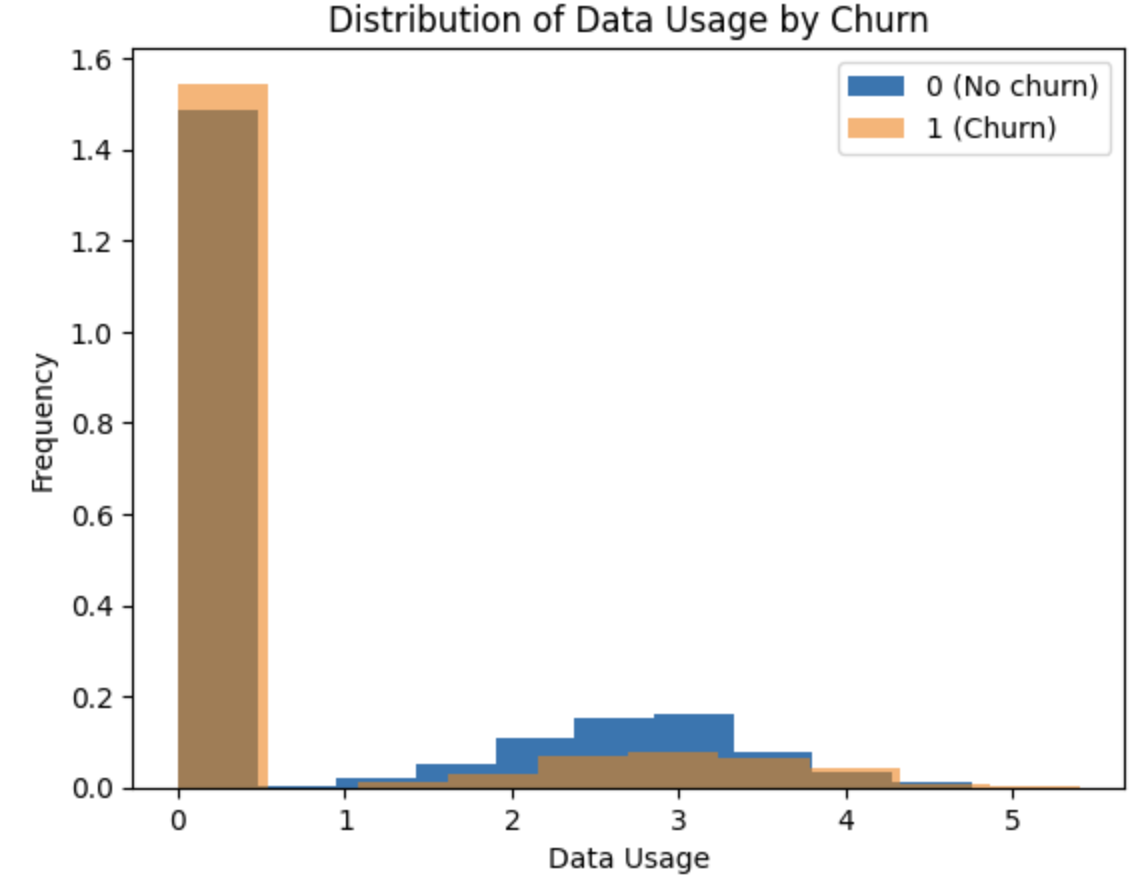 Distribution of Data Usage by Churn
0 (No churn)
1 (Churn)
Frequency
1.6
1.4
1.2
1.0
0.8
0.6
0.4
0.2
0.0
0 1 2 3 4 5
Data Usage